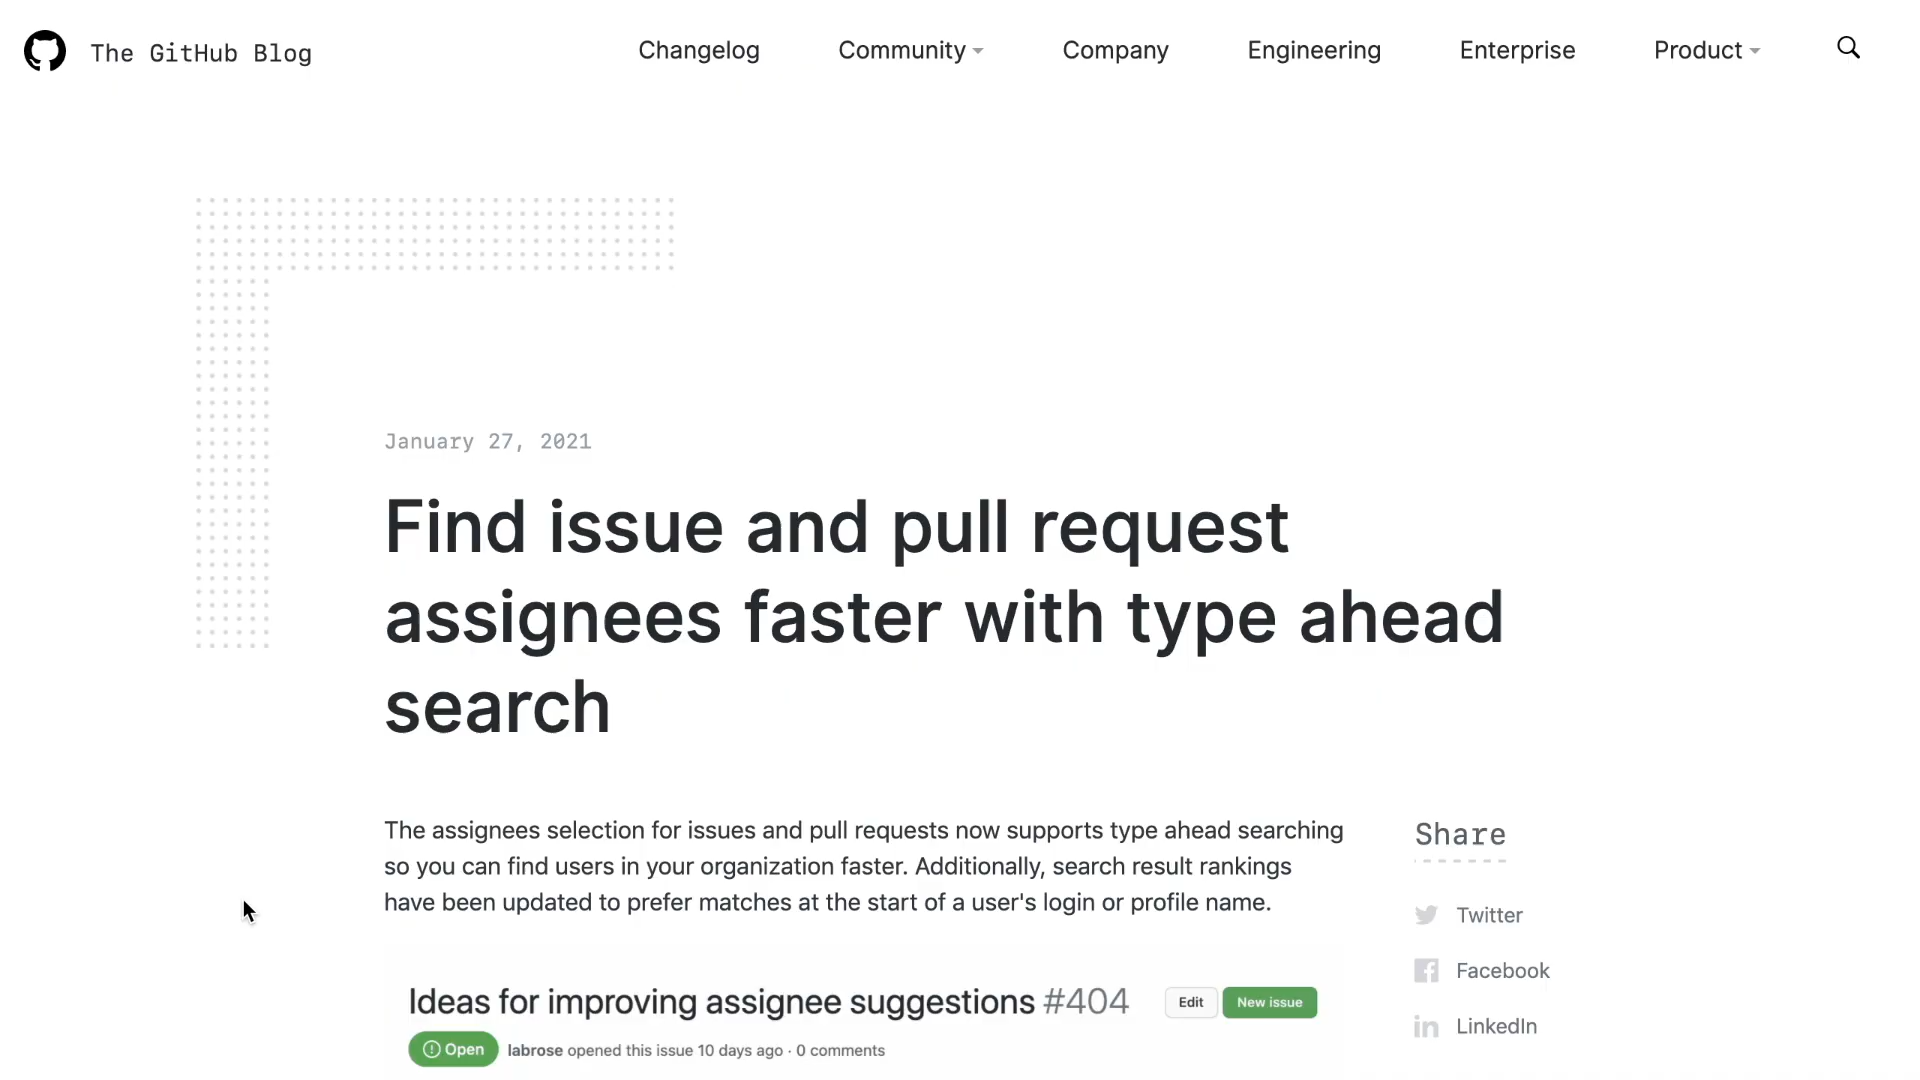 The GitHub Blog
Changelog
Community
Company
Engineering
Enterprise
Product
January 27, 2021
Find issue and pull request
assignees faster with type ahead
search
The assignees selection for issues and pull requests now supports type ahead searching
so you can find users in your organization faster. Additionally, search result rankings
have been updated to prefer matches at the start of a user's login or profile name.
Share
Twitter
Facebook
LinkedIn
Ideas for improving assignee suggestions #404
Edit
New issue
Open
labrose opened this issue 10 days ago · 0 comments